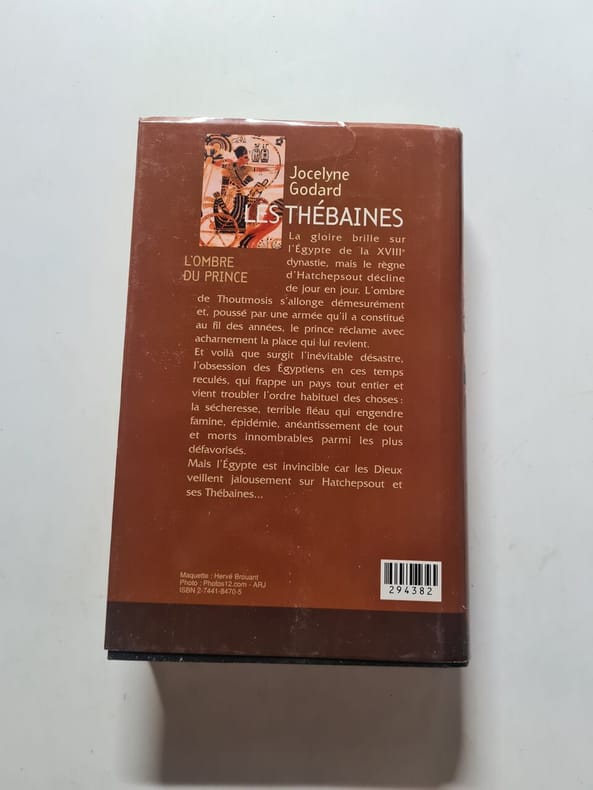 Jocelyne
Godard
LES THÉBAINES
L'OMBRE
DU PRINCE
La gloire brille sur
l'Égypte de la XVIIIe
dynastie, mais le règne
d'Hatchepsout décline
de jour en jour. L'ombre
de Thoutmosis s'allonge démesurément
et, poussé par une armée qu'il a constitué
au fil des années, le prince réclame avec
acharnement la place qui lui revient.
Et voilà que surgit l'inévitable désastre,
l'obsession des Égyptiens en ces temps
reculés, qui frappe un pays tout entier et
vient troubler l'ordre habituel des choses :
la sécheresse, terrible fléau qui engendre
famine, épidémie, anéantissement de tout
et morts innombrables parmi les plus
défavorisés.
Mais l'Égypte est invincible car les Dieux
veillent jalousement sur Hatchepsout et
ses Thébaines...
Maquette : Hervé Brouant
Photo : Photos12.com - ARJ
ISBN 2-7441-8470-5
294382